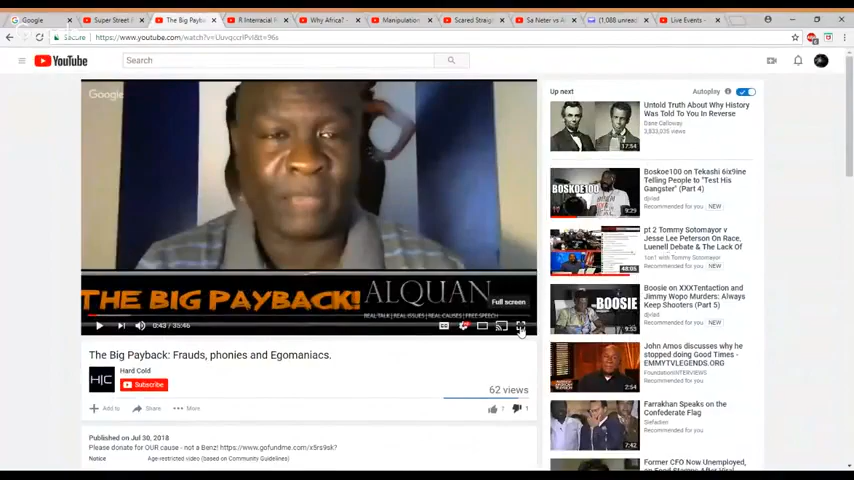 Google
Super Street
The Big Payb
R Interracial R
Why Africa? -
Manipulation
Scared Straig
Sa Neter vs A
(1,088 unread
Live Events -
Secure
https://www.youtube.com/watch?v=
YouTube
Search
Google
THE BIG PAYBACK!
ALQUAN
REAL TALK | REAL ISSUES | REAL CAUSES | FREE SPEECH
Full screen
0:43 / 35:46
The Big Payback: Frauds, phonies and Egomaniacs.
H|C
Hard Cold
Subscribe
62 views
Add to
Share
More
1
Published on Jul 30, 2018
Please donate for OUR cause - not a Benz! https://www.gofundme.com/x5rs9sk?
Notice
Age-restricted video (based on Community Guidelines)
Up next
Autoplay
17:54
Untold Truth About Why History
Was Told To You In Reverse
Dane Calloway
3,833,035 views
BOSKOE100
9:29
Boskoe100 on Tekashi 6ix9ine
Telling People to "Test His
Gangster" (Part 4)
djvlad
Recommended for you
NEW
48:05
pt 2 Tommy Sotomayor v
Jesse Lee Peterson On Race,
Luenell Debate & The Lack Of
1on1 with Tommy Sotomayor
Recommended for you
NEW
BOOSIE
9:53
Boosie on XXXTentaction and
Jimmy Wopo Murders: Always
Keep Shooters (Part 5)
djvlad
Recommended for you
NEW
2:54
John Amos discusses why he
stopped doing Good Times -
EMMYTVLEGENDS.ORG
FoundationINTERVIEWS
Recommended for you
7:42
Farrakhan Speaks on the
Confederate Flag
Siefadien
Recommended for you
Former CFO Now Unemployed,